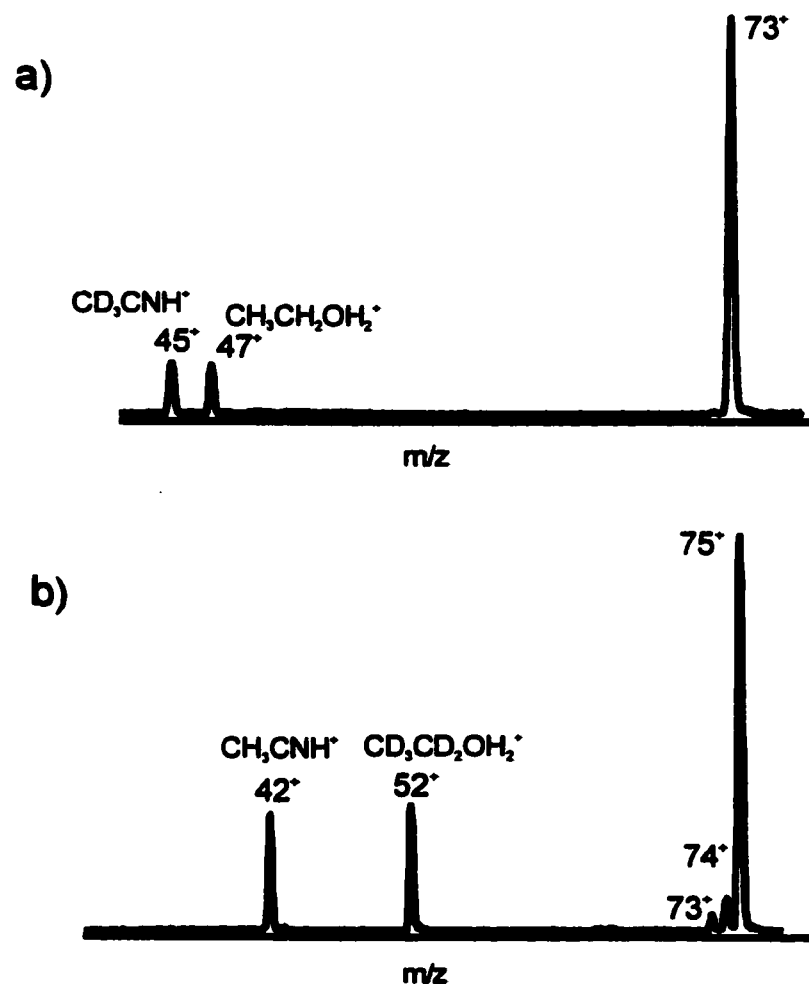 a)
73⁺
CD₃CNH⁺
45⁺
CH₃CH₂OH₂⁺
47⁺
m/z
b)
75⁺
CH₃CNH⁺
42⁺
CD₃CD₂OH₂⁺
52⁺
74⁺
73⁺
m/z